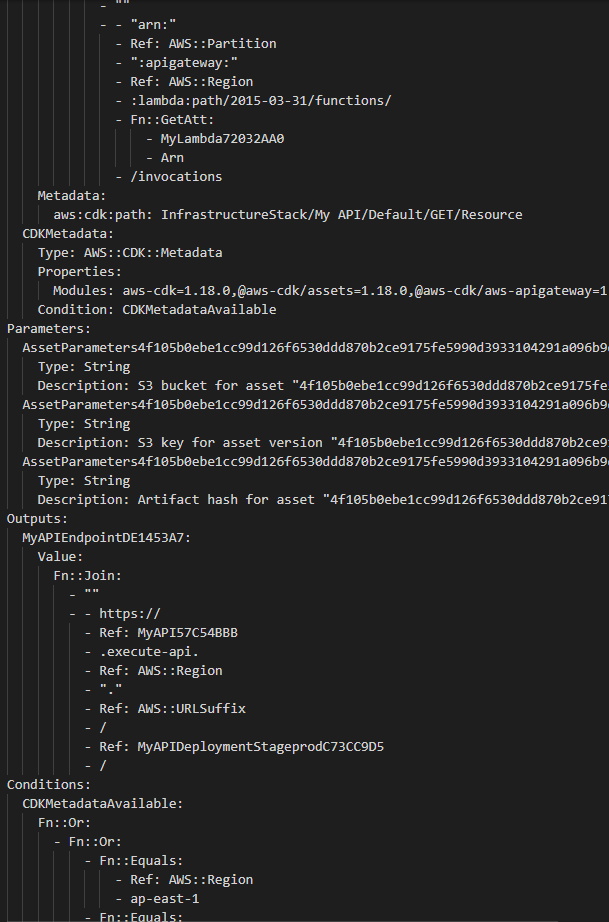 - ""
- - "arn:"
- Ref: AWS::Partition
- ":apigateway:"
- Ref: AWS::Region
- :lambda:path/2015-03-31/functions/
- Fn::GetAtt:
- MyLambda72032AA0
- Arn
- /invocations
Metadata:
aws:cdk:path: InfrastructureStack/My API/Default/GET/Resource
CDKMetadata:
Type: AWS::CDK::Metadata
Properties:
Modules: aws-cdk=1.18.0,@aws-cdk/assets=1.18.0,@aws-cdk/aws-apigateway=1
Condition: CDKMetadataAvailable
Parameters:
AssetParameters4f105b0ebe1cc99d126f6530ddd870b2ce9175fe5990d3933104291a096b9
Type: String
Description: S3 bucket for asset "4f105b0ebe1cc99d126f6530ddd870b2ce9175fe
AssetParameters4f105b0ebe1cc99d126f6530ddd870b2ce9175fe5990d3933104291a096b9
Type: String
Description: S3 key for asset version "4f105b0ebe1cc99d126f6530ddd870b2ce9
AssetParameters4f105b0ebe1cc99d126f6530ddd870b2ce9175fe5990d3933104291a096b9
Type: String
Description: Artifact hash for asset "4f105b0ebe1cc99d126f6530ddd870b2ce91
Outputs:
MyAPIEndpointDE1453A7:
Value:
Fn::Join:
- ""
- - https://
- Ref: MyAPI57C54BBB
- .execute-api.
- Ref: AWS::Region
- "."
- Ref: AWS::URLSuffix
- /
- Ref: MyAPIDeploymentStageprodC73CC9D5
- /
Conditions:
CDKMetadataAvailable:
Fn::Or:
- Fn::Or:
- Fn::Equals:
- Ref: AWS::Region
- ap-east-1
- Fn::Equals: